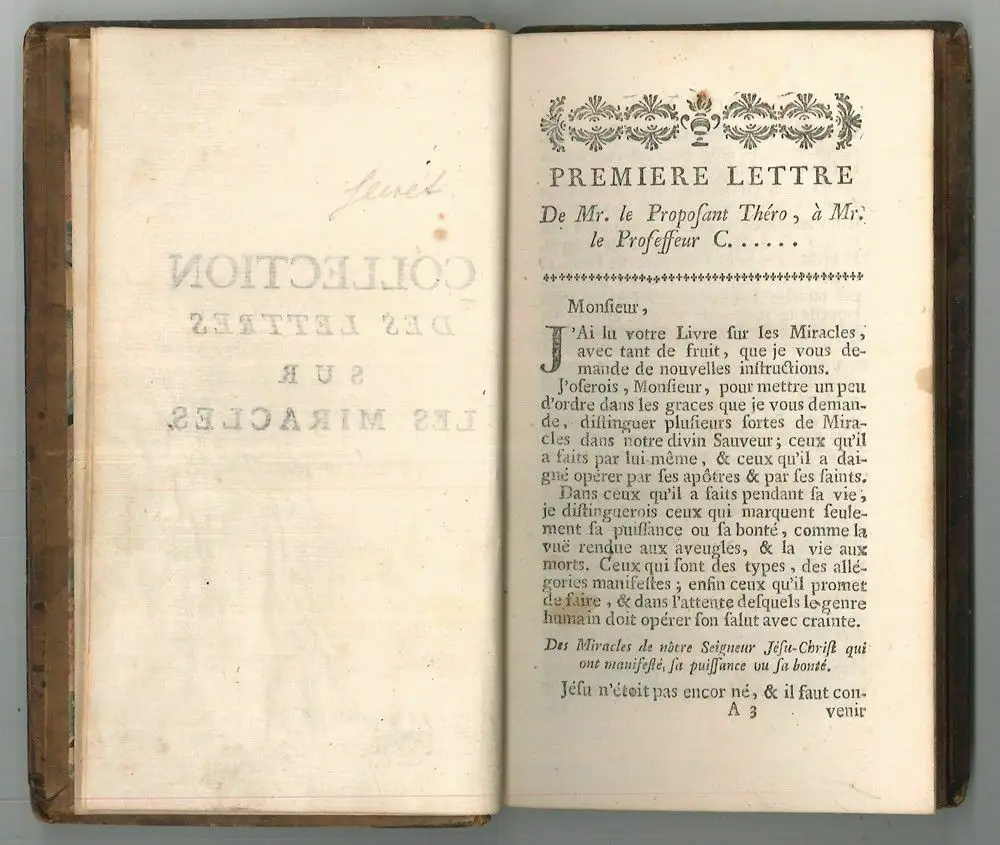 Secret
COLLECTION
DES LETTRES
SUR
LES MIRACLES.
PREMIERE LETTRE
De Mr. le Propoſant Théro, à Mr.
le Profeſſeur C......
Monſieur,
J'Ai lu votre Livre ſur les Miracles,
avec tant de fruit, que je vous de-
mande de nouvelles inſtructions.
J'oſerois, Monſieur, pour mettre un peu
d'ordre dans les graces que je vous deman-
de, diſtinguer pluſieurs ſortes de Mira-
cles dans notre divin Sauveur; ceux qu'il
a faits par lui-même, & ceux qu'il a dai-
gné opérer par ſes apôtres & par ſes ſaints.
Dans ceux qu'il a faits pendant ſa vie,
je diſtinguerois ceux qui marquent ſeule-
ment ſa puiſſance ou ſa bonté, comme la
vuë rendue aux aveugles, & la vie aux
morts. Ceux qui ſont des types, des allé-
gories manifeſtes; enfin ceux qu'il promet
de faire, & dans l'attente deſquels le genre
humain doit opérer ſon ſalut avec crainte.
Des Miracles de nôtre Seigneur Jéſu-Chriſt qui
ont manifeſté, ſa puiſſance ou ſa bonté.
Jéſu n'étoit pas encor né, & il faut con-
A 3 venir